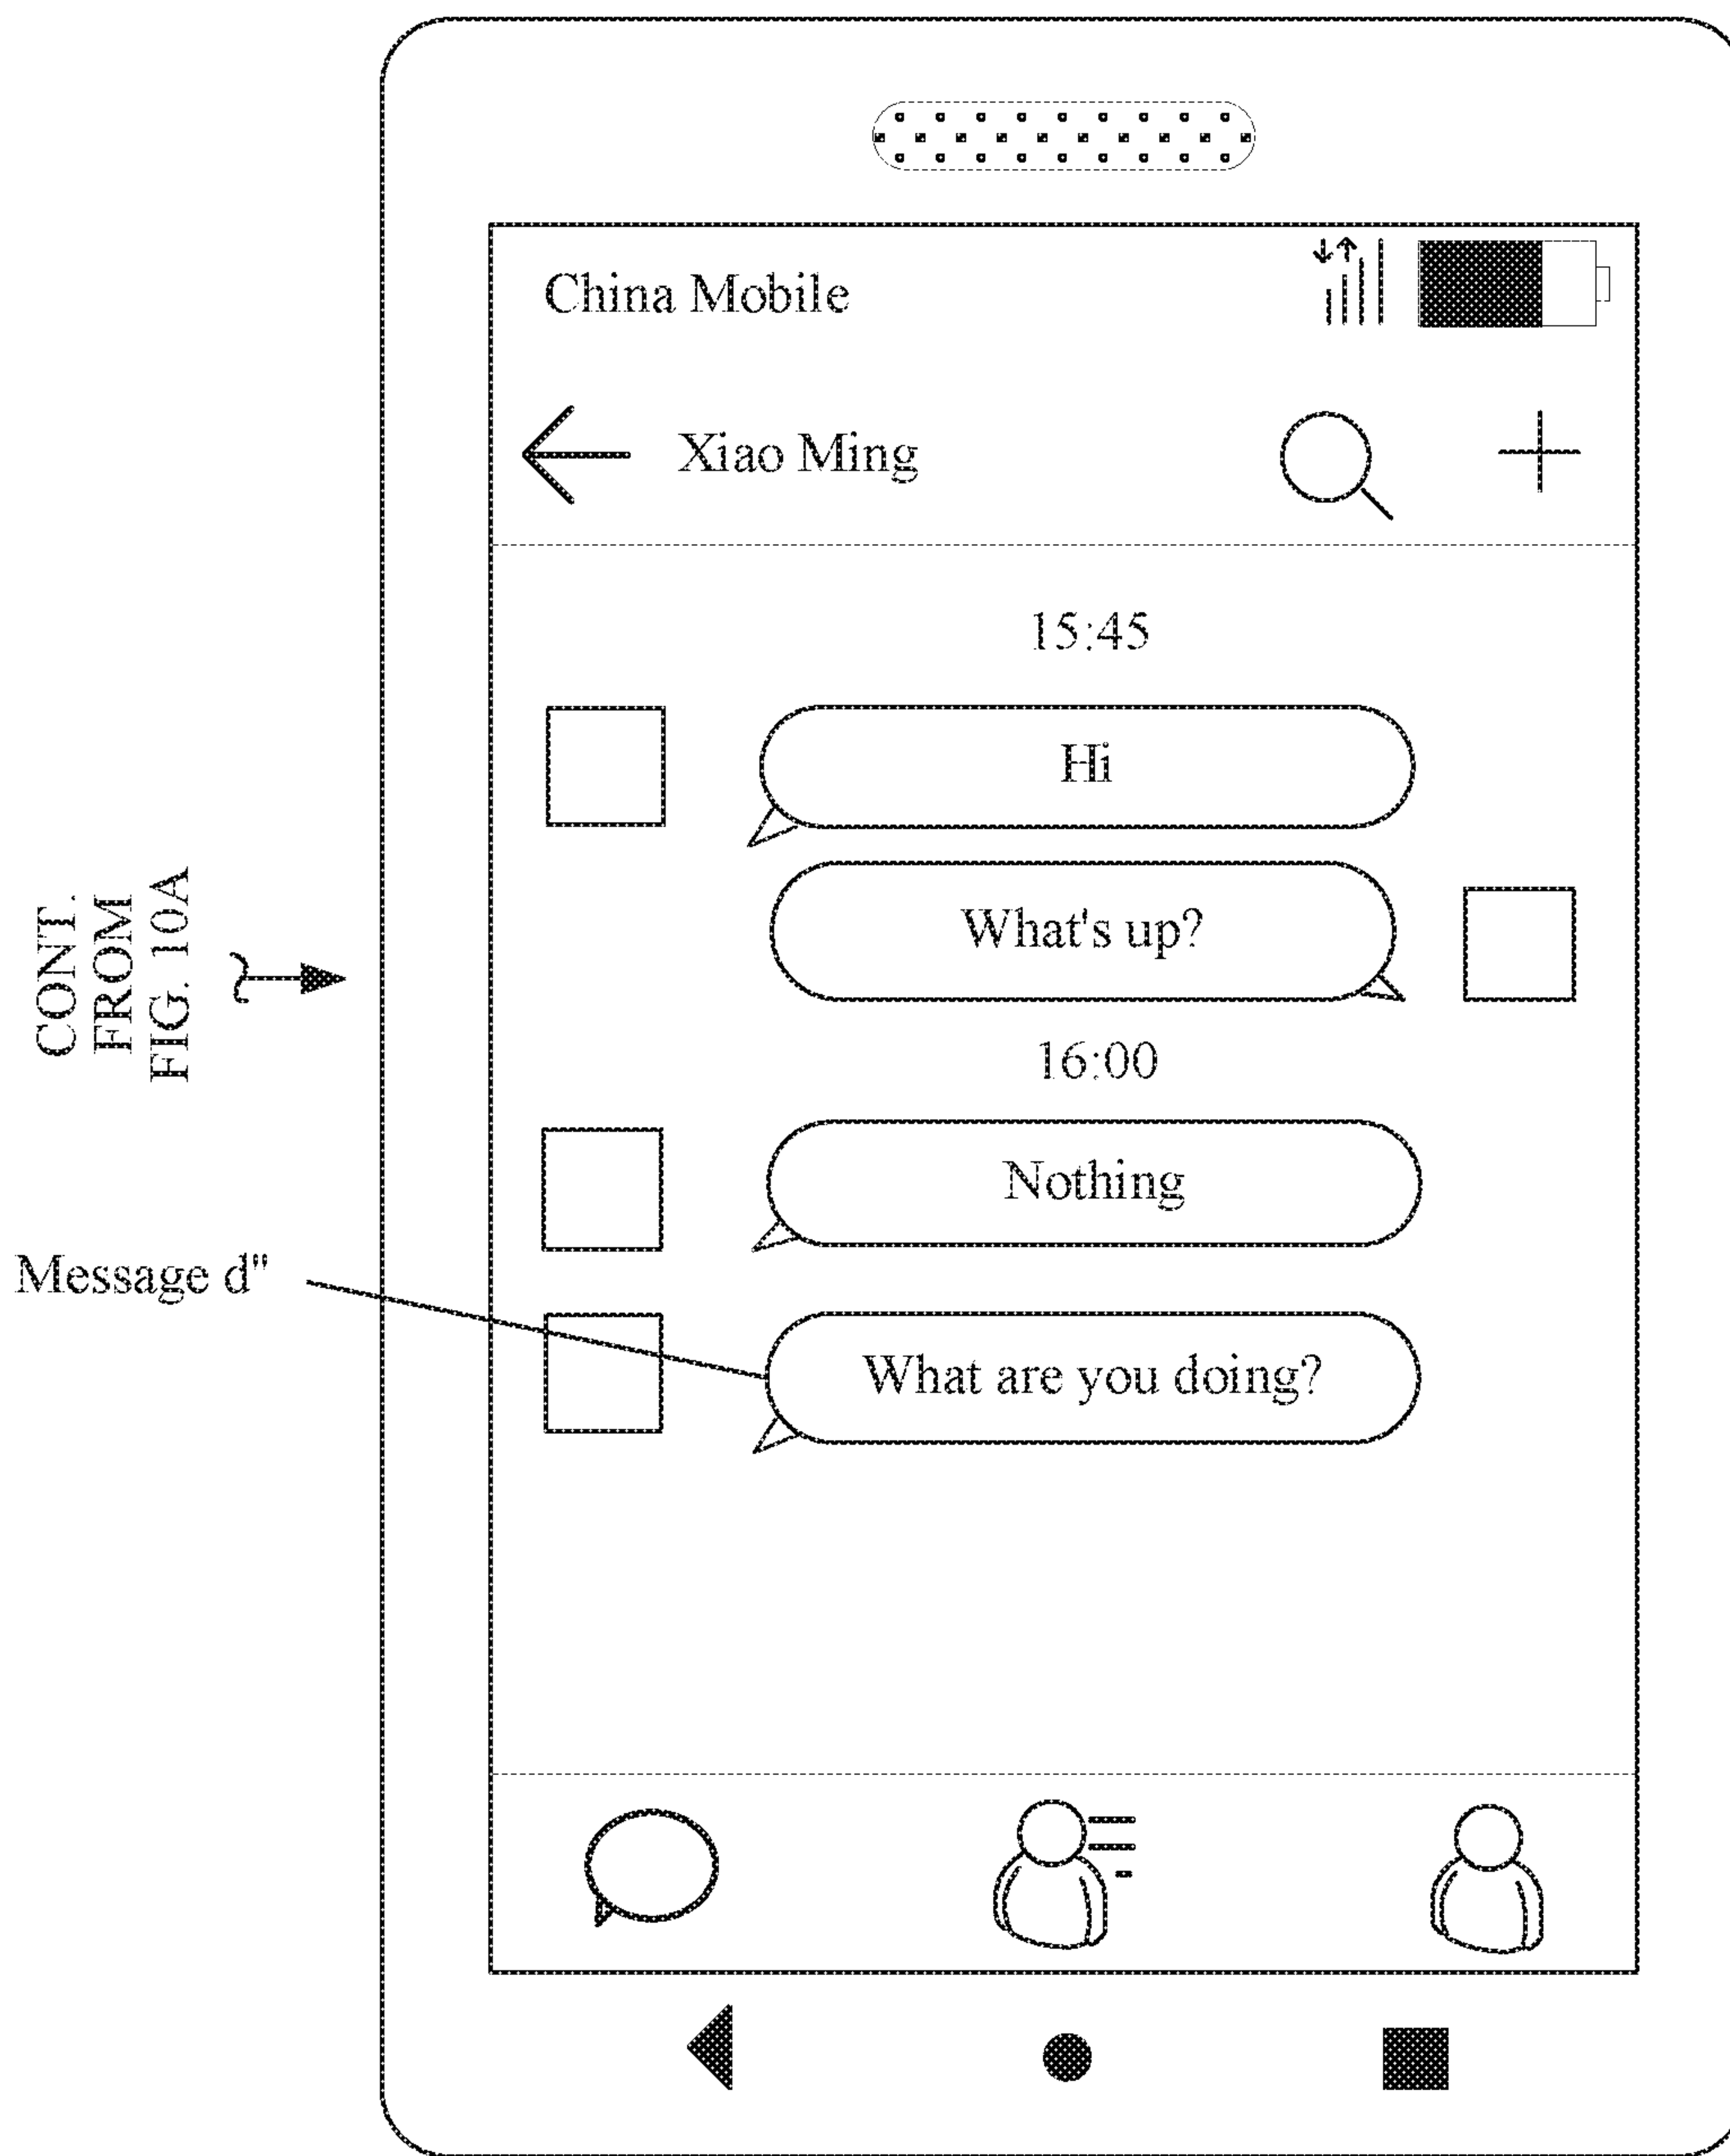 China Mobile
Xiao Ming
15:45
Hi
What's up?
CONT.
FROM
FIG. 10A
16:00
Nothing
Message d"
What are you doing?